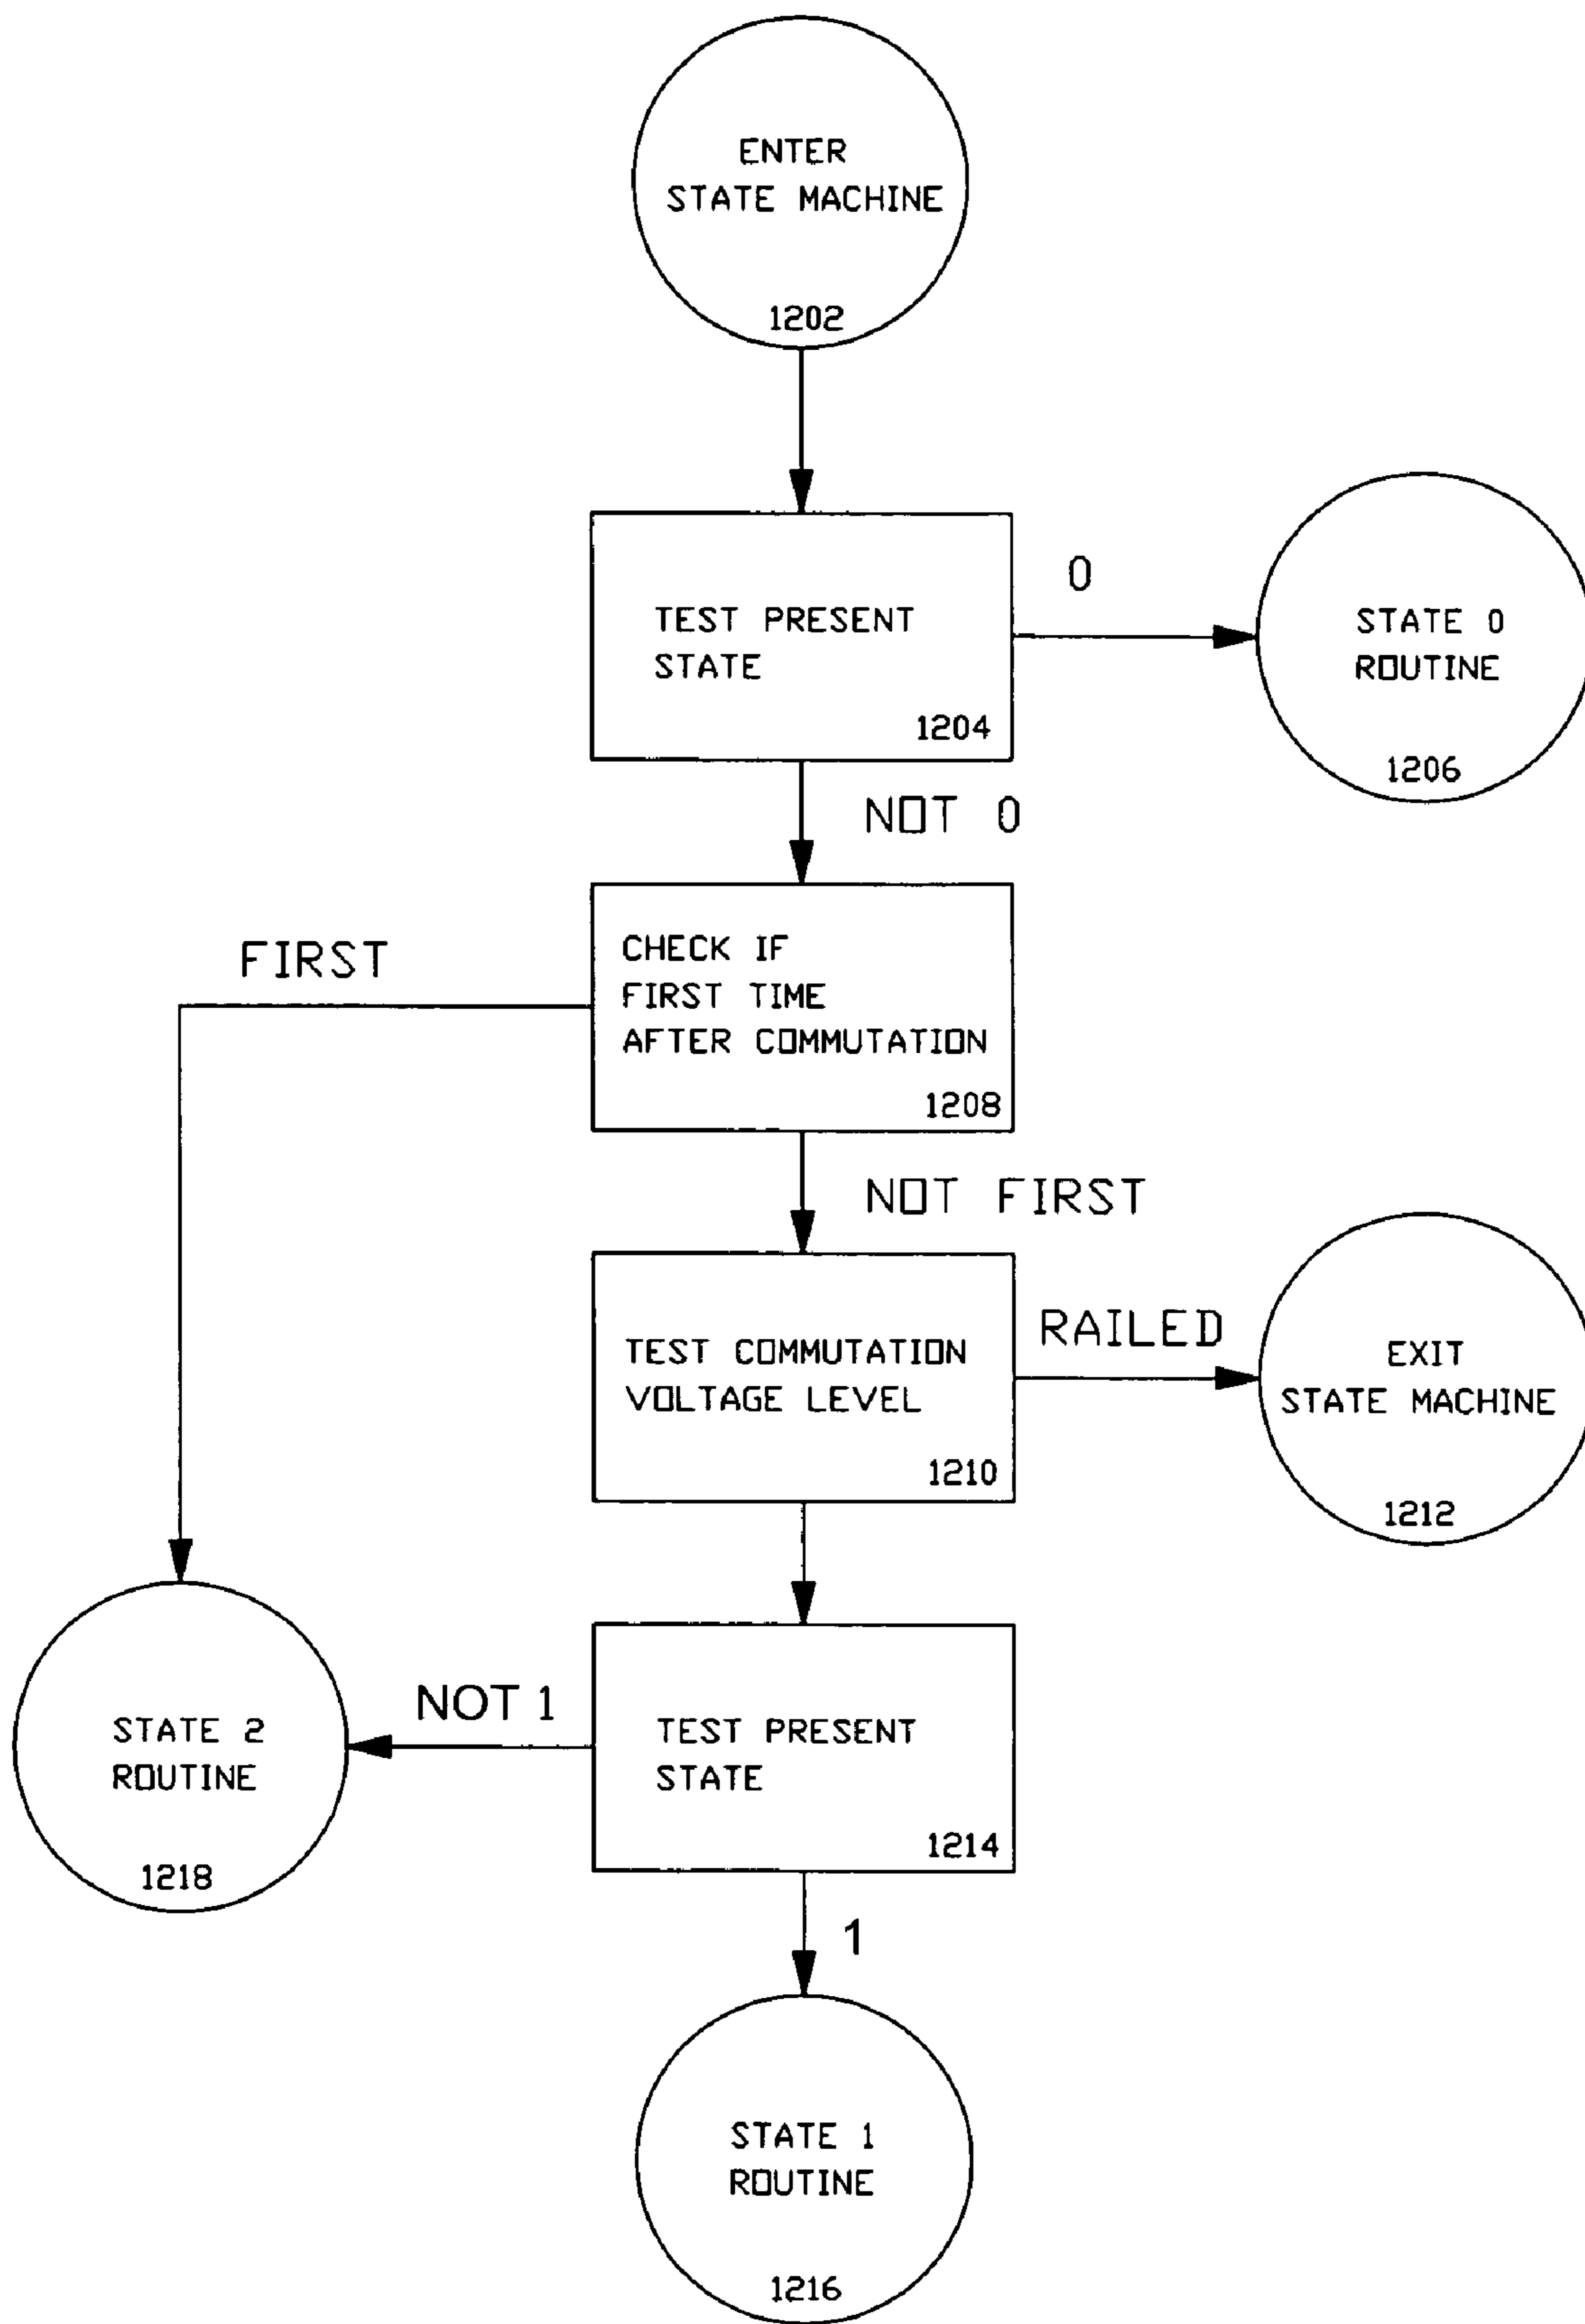 ENTER
STATE MACHINE
1202
TEST PRESENT
STATE
1204
0
STATE 0
ROUTINE
1206
NOT 0
CHECK IF
FIRST TIME
AFTER COMMUTATION
1208
FIRST
NOT FIRST
TEST COMMUTATION
VOLTAGE LEVEL
1210
RAILED
EXIT
STATE MACHINE
1212
TEST PRESENT
STATE
1214
NOT 1
STATE 2
ROUTINE
1218
1
STATE 1
ROUTINE
1216